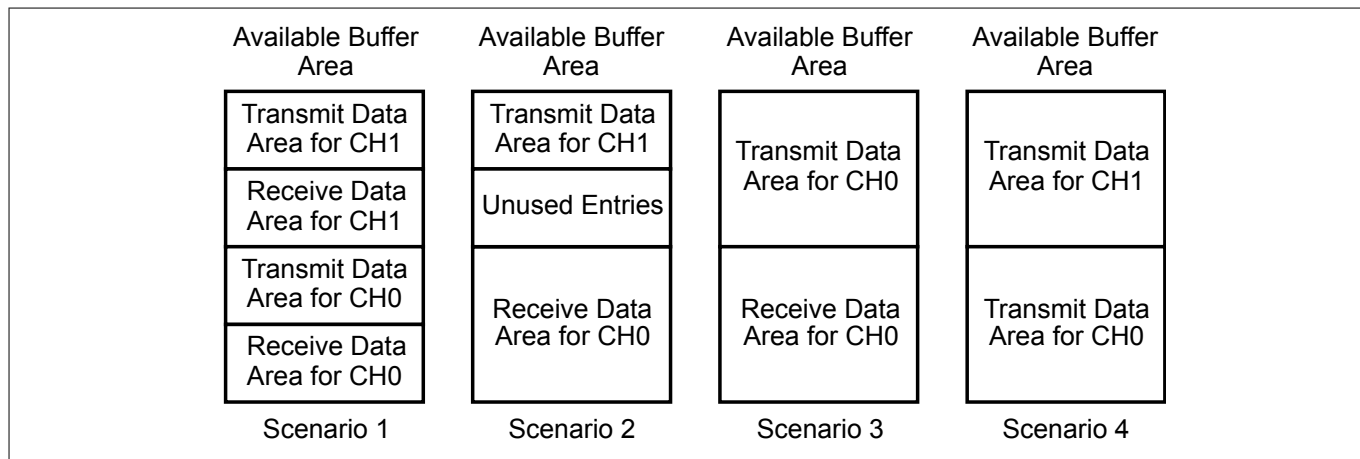 Available Buffer
Area
Transmit Data
Area for CH1
Receive Data
Area for CH1
Transmit Data
Area for CH0
Receive Data
Area for CH0
Scenario 1
Available Buffer
Area
Transmit Data
Area for CH1
Unused Entries
Receive Data
Area for CH0
Scenario 2
Available Buffer
Area
Transmit Data
Area for CH0
Receive Data
Area for CH0
Scenario 3
Available Buffer
Area
Transmit Data
Area for CH1
Transmit Data
Area for CH0
Scenario 4